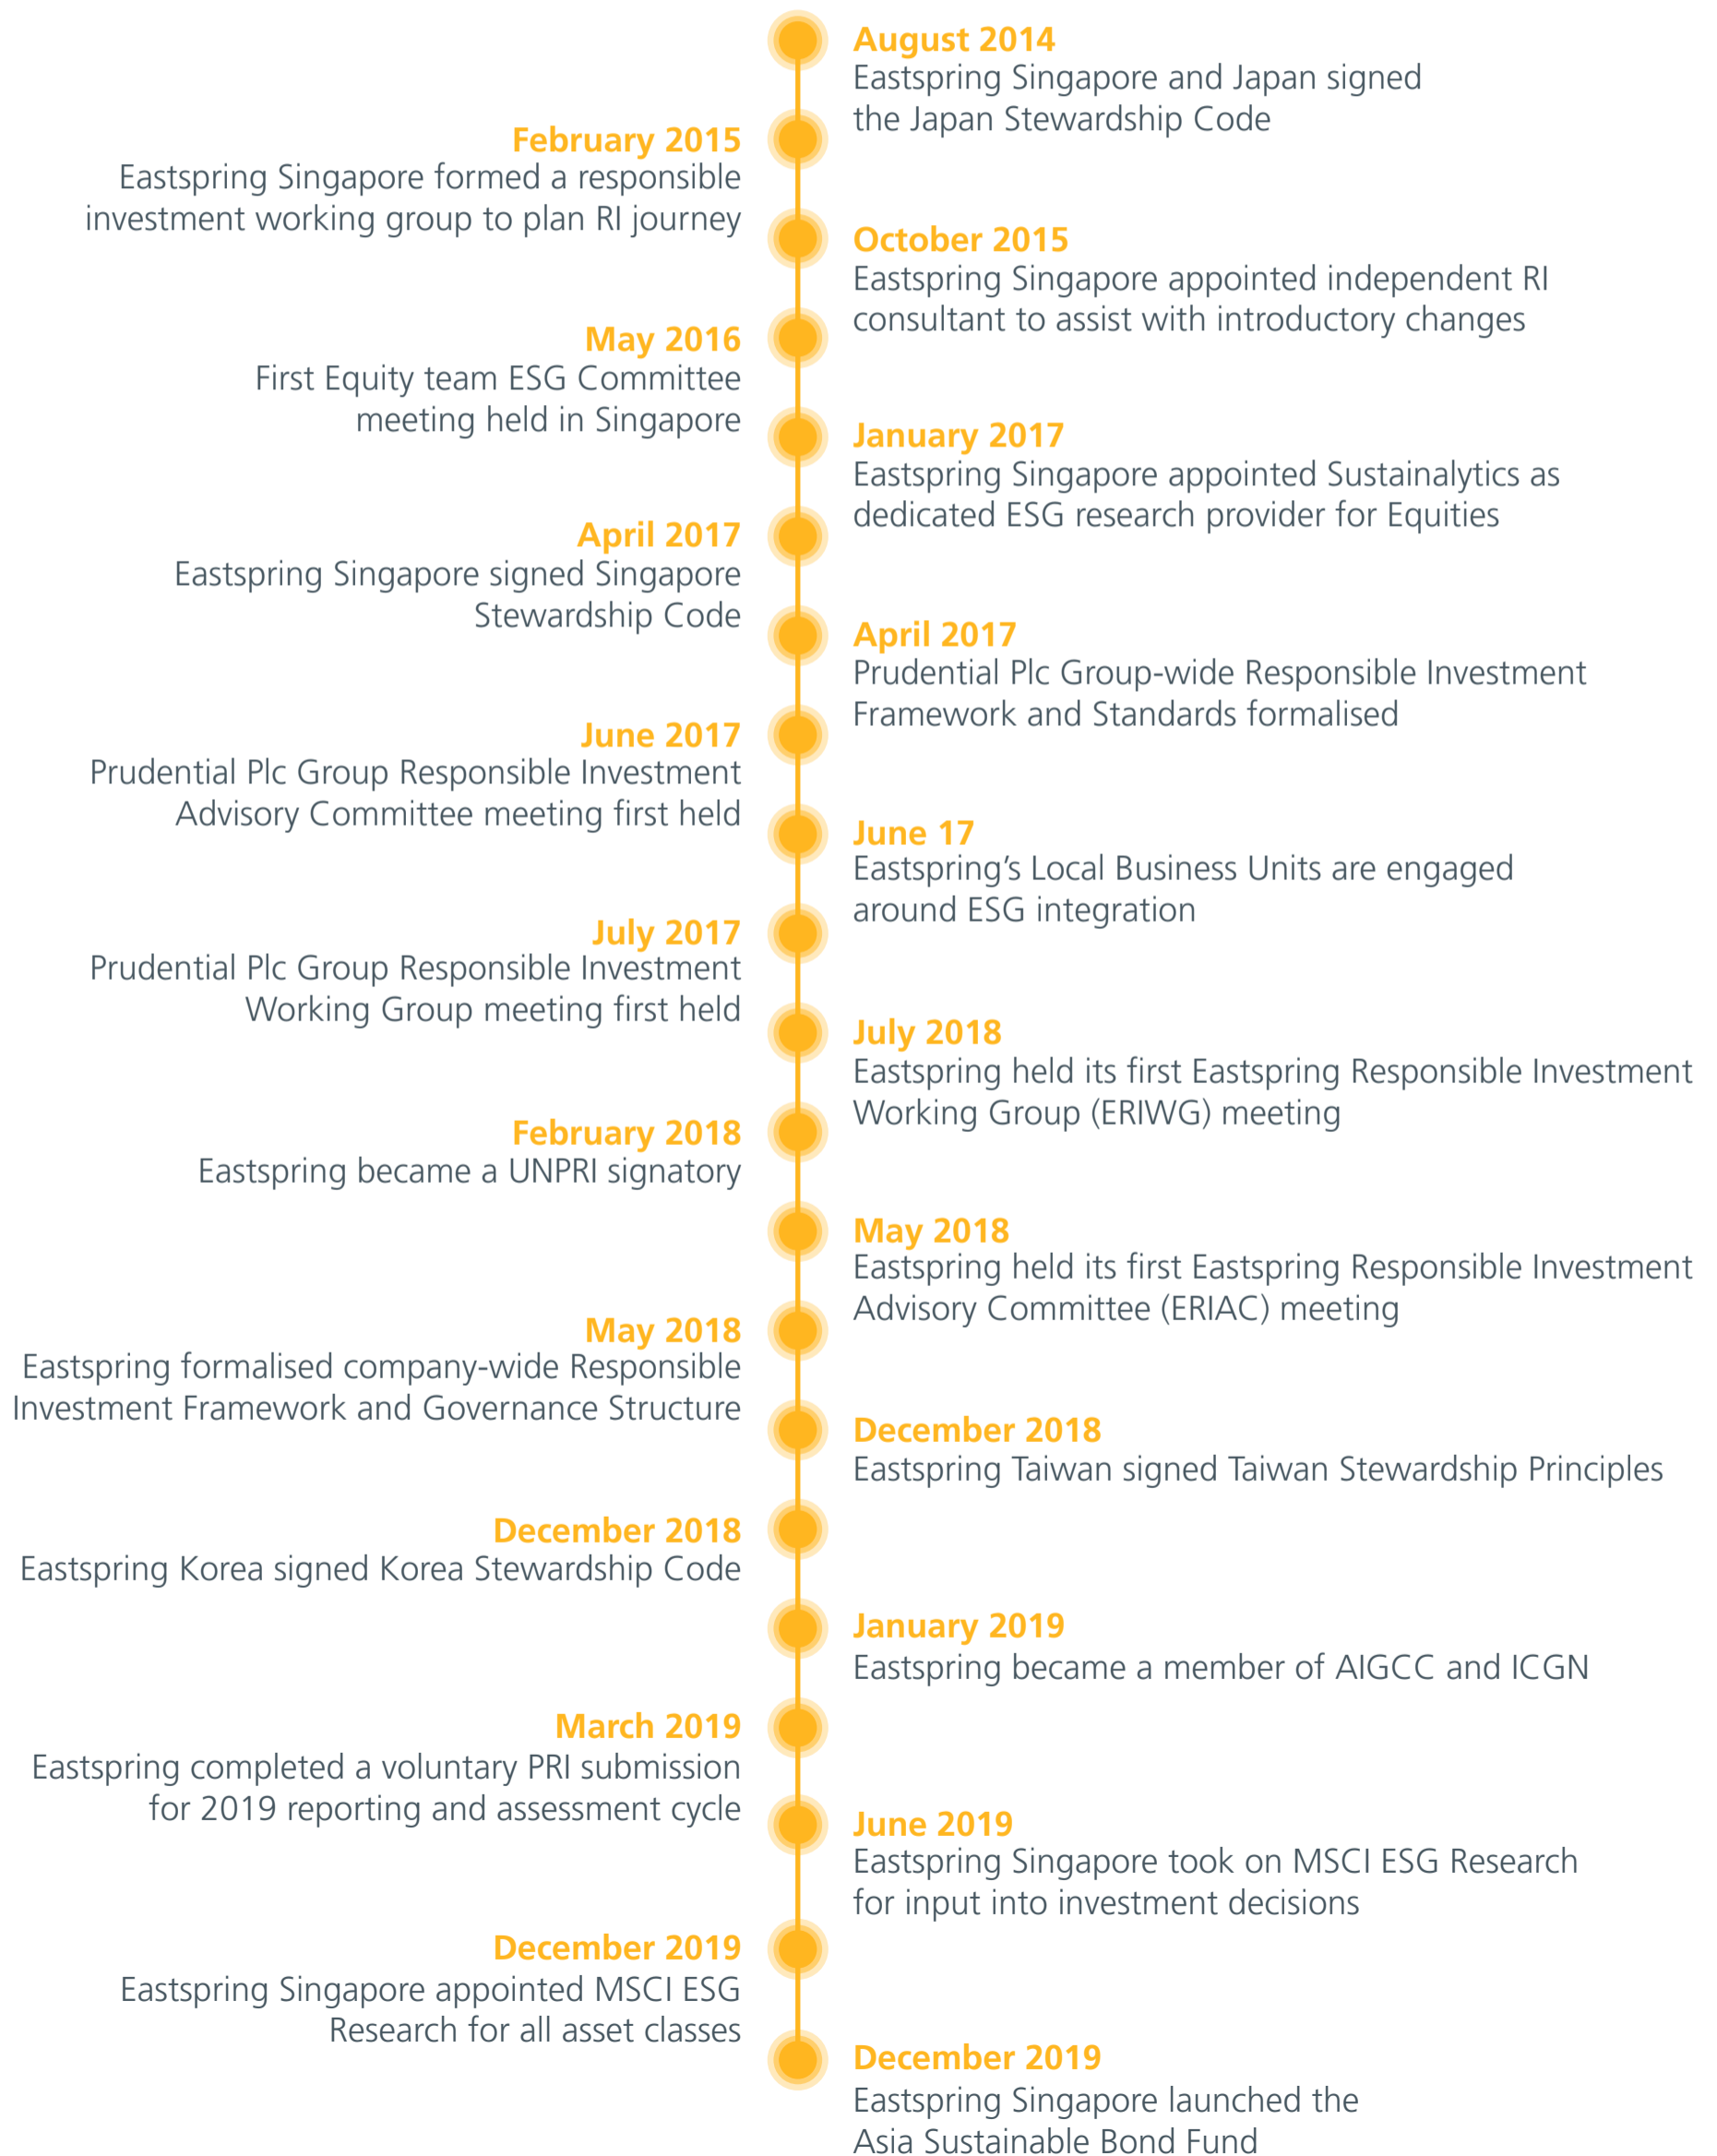 August 2014
Eastspring Singapore and Japan signed
the Japan Stewardship Code
February 2015
Eastspring Singapore formed a responsible
investment working group to plan RI journey
October 2015
Eastspring Singapore appointed independent RI
consultant to assist with introductory changes
May 2016
First Equity team ESG Committee
meeting held in Singapore
January 2017
Eastspring Singapore appointed Sustainalytics as
dedicated ESG research provider for Equities
April 2017
Eastspring Singapore signed Singapore
Stewardship Code
April 2017
Prudential Plc Group-wide Responsible Investment
Framework and Standards formalised
June 2017
Prudential Plc Group Responsible Investment
Advisory Committee meeting first held
June 17
Eastspring’s Local Business Units are engaged
around ESG integration
July 2017
Prudential Plc Group Responsible Investment
Working Group meeting first held
July 2018
Eastspring held its first Eastspring Responsible Investment
Working Group (ERIWG) meeting
February 2018
Eastspring became a UNPRI signatory
May 2018
Eastspring held its first Eastspring Responsible Investment
Advisory Committee (ERIAC) meeting
May 2018
Eastspring formalised company-wide Responsible
Investment Framework and Governance Structure
December 2018
Eastspring Taiwan signed Taiwan Stewardship Principles
December 2018
Eastspring Korea signed Korea Stewardship Code
January 2019
Eastspring became a member of AIGCC and ICGN
March 2019
Eastspring completed a voluntary PRI submission
for 2019 reporting and assessment cycle
June 2019
Eastspring Singapore took on MSCI ESG Research
for input into investment decisions
December 2019
Eastspring Singapore appointed MSCI ESG
Research for all asset classes
December 2019
Eastspring Singapore launched the
Asia Sustainable Bond Fund